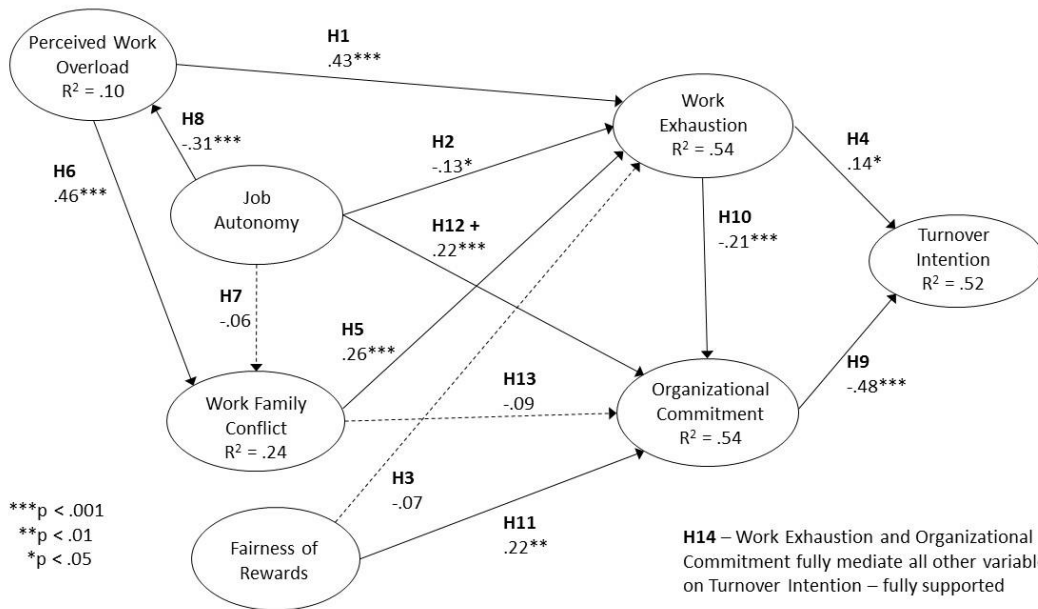 Perceived Work
Overload
R² = .10
H1
.43***
Work
Exhaustion
R² = .54
H8
-.31***
H2
-.13*
H4
.14*
H6
.46***
Job
Autonomy
H12 +
.22***
H10
-.21***
Turnover
Intention
R² = .52
H7
-.06
H5
.26***
H9
-.48***
Work Family
Conflict
R² = .24
H13
-.09
Organizational
Commitment
R² = .54
H3
-.07
H11
.22**
Fairness of
Rewards
***p < .001
**p < .01
*p < .05
H14 – Work Exhaustion and Organizational
Commitment fully mediate all other variable
on Turnover Intention – fully supported